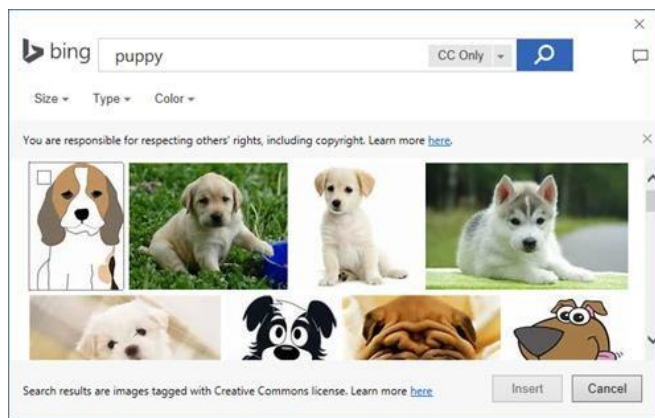 bing puppy CC Only
Size Type Color
You are responsible for respecting others' rights, including copyright. Learn more here.
Search results are images tagged with Creative Commons license. Learn more here Insert Cancel